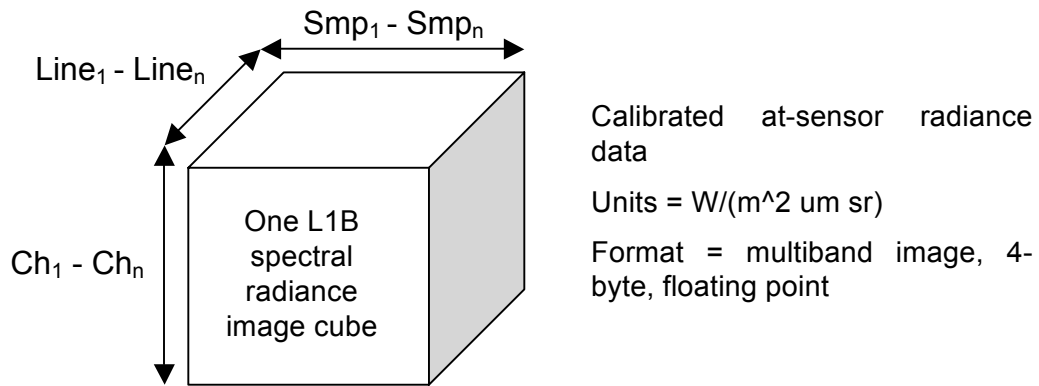 Smp₁ - Smpₙ
Line₁ - Lineₙ
Ch₁ - Chₙ
One L1B
spectral
radiance
image cube
Calibrated at-sensor radiance
data
Units = W/(m^2 um sr)
Format = multiband image, 4-
byte, floating point